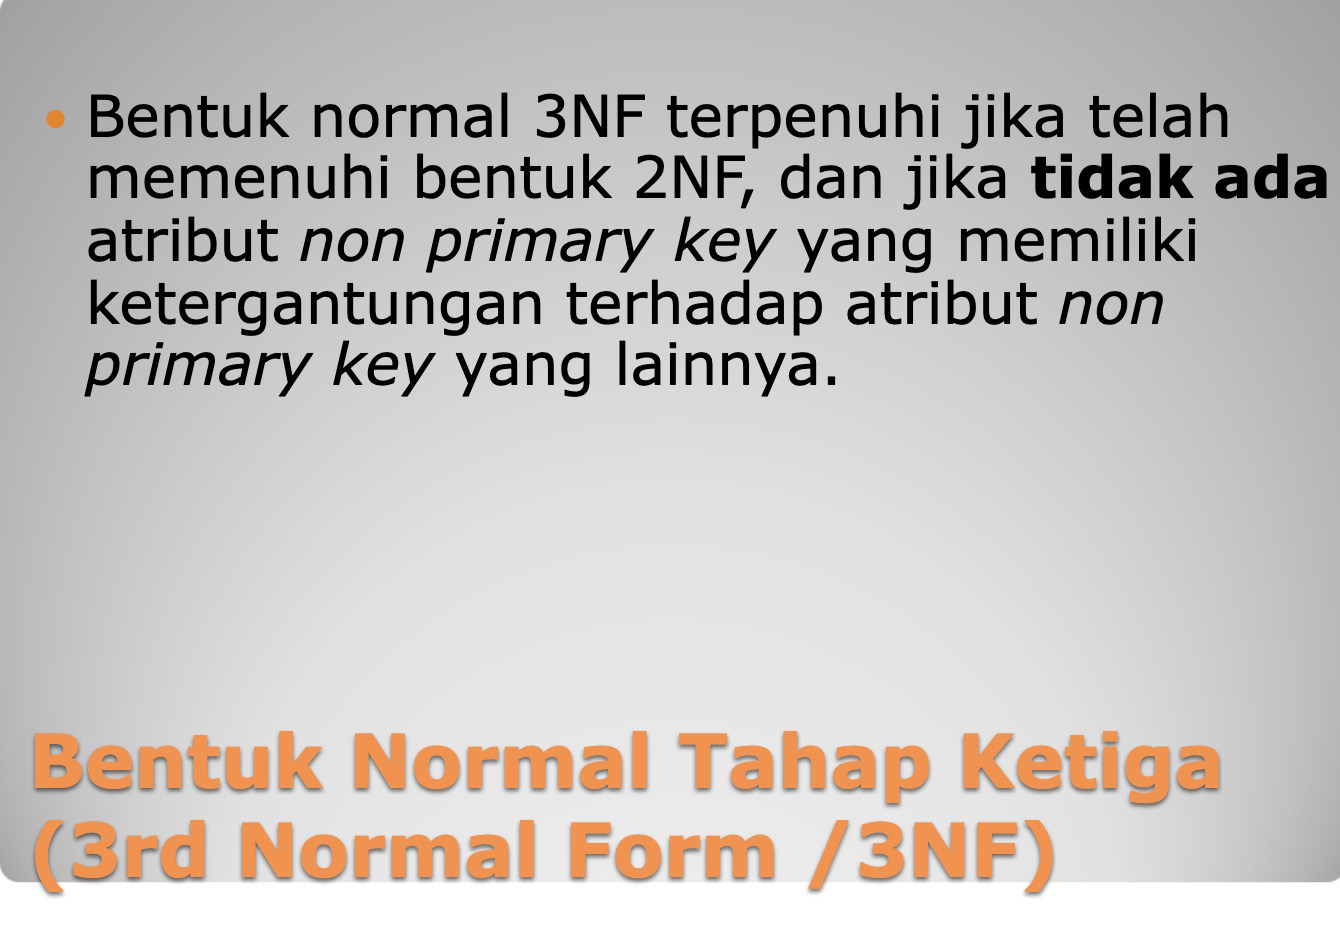 • Bentuk normal 3NF terpenuhi jika telah
memenuhi bentuk 2NF, dan jika tidak ada
atribut non primary key yang memiliki
ketergantungan terhadap atribut non
primary key yang lainnya.
Bentuk Normal Tahap Ketiga
(3rd Normal Form /3NF)